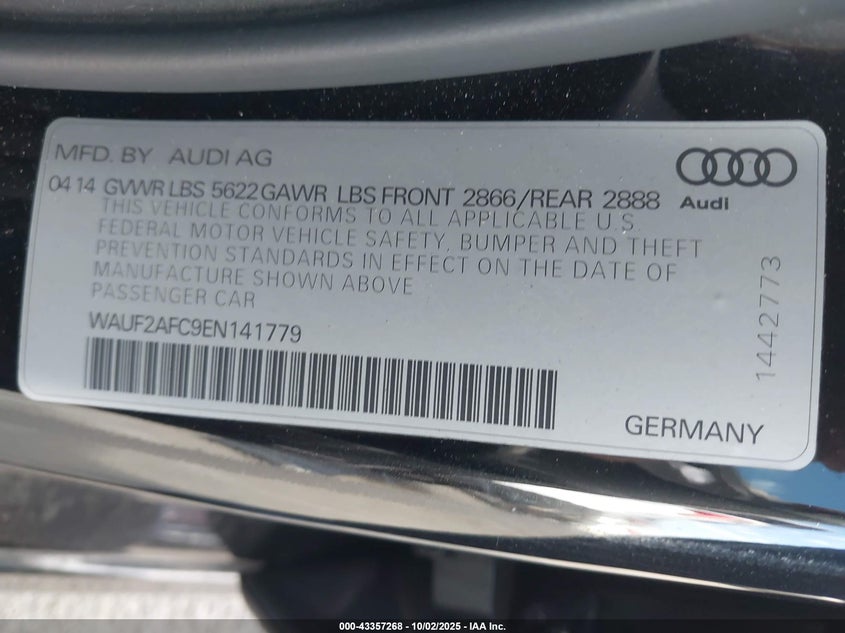 MFD. BY AUDI AG
04 14 GVWR LBS 5622 GAWR LBS FRONT 2866/REAR 2888
Audi
THIS VEHICLE CONFORMS TO ALL APPLICABLE U.S.
FEDERAL MOTOR VEHICLE SAFETY, BUMPER AND THEFT
PREVENTION STANDARDS IN EFFECT ON THE DATE OF
MANUFACTURE SHOWN ABOVE
PASSENGER CAR
WAUF2AFC9EN141779
1442773
GERMANY
000-43357268 - 10/02/2025 - IAA Inc.